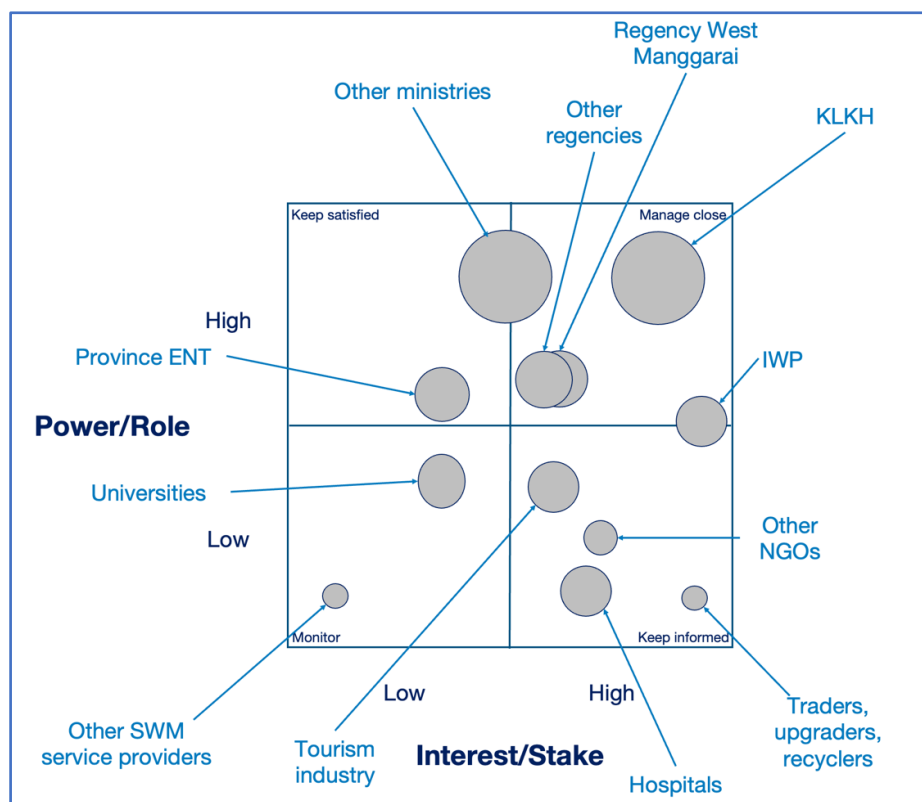 Regency West
Manggarai
Other ministries
Other
regencies
KLKH
Keep satisfied
Manage close
High
Province ENT
IWP
Power/Role
Universities
Low
Other
NGOs
Monitor
Keep informed
Low
High
Other SWM
service providers
Tourism
industry
Interest/Stake
Hospitals
Traders,
upgraders,
recyclers